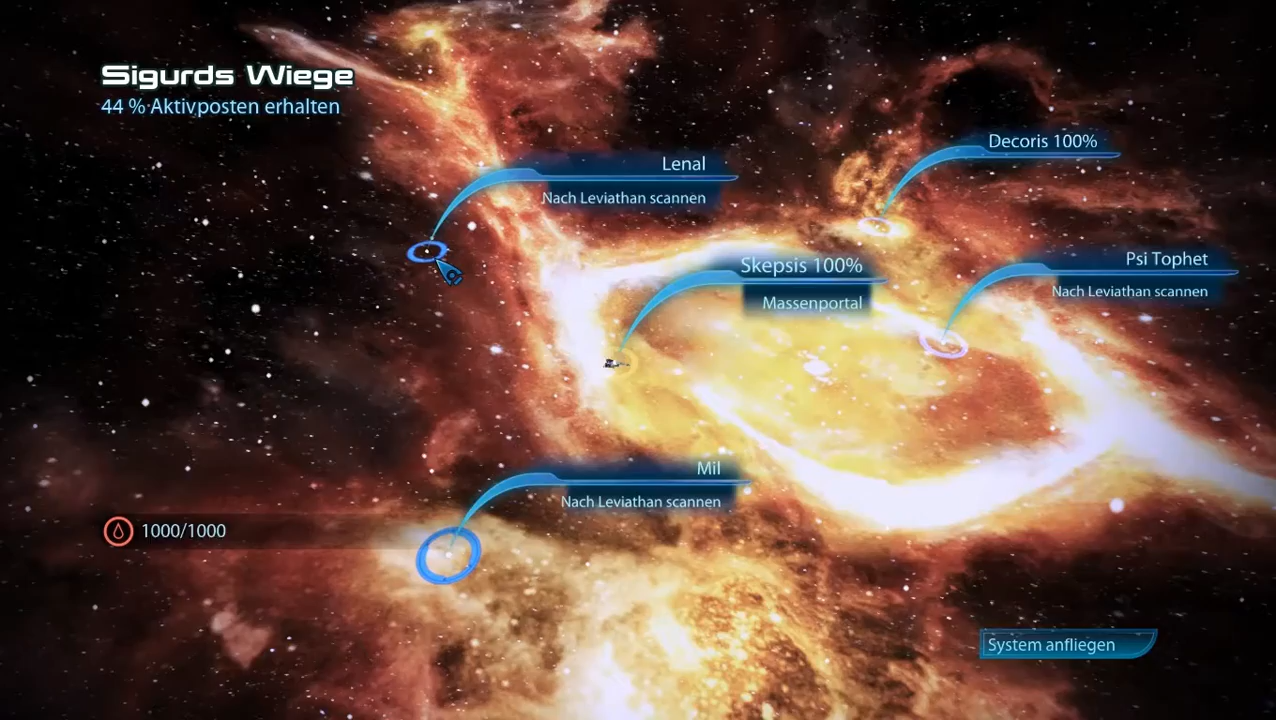 Sigurds Wiege
44 % Aktivposten erhalten
Decoris 100%
Lenal
Nach Leviathan scannen
Psi Tophet
Nach Leviathan scannen
Skepsis 100%
Massenportal
Mil
Nach Leviathan scannen
1000/1000
System anfliegen